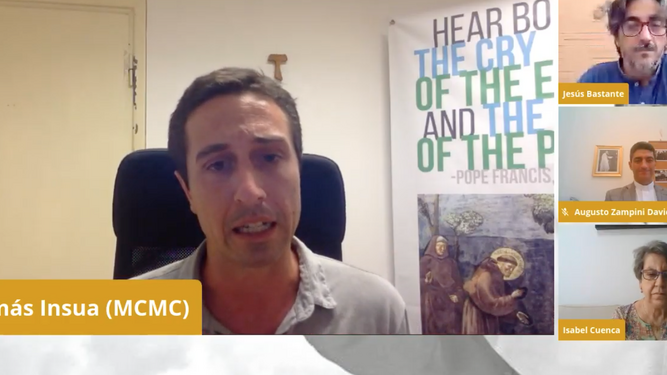 HEAR BO
THE CRY
OF THE E
AND THE
OF THE P
-POPE FRANCIS,
más Insua (MCMC)
Jesús Bastante
Augusto Zampini Davie
Isabel Cuenca